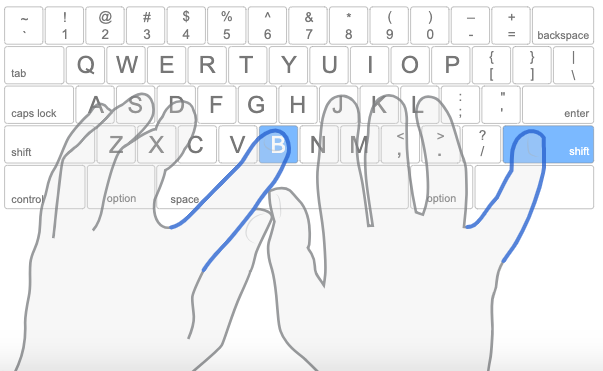 ~ ! @ # $ % ^ & * ( ) – +
` 1 2 3 4 5 6 7 8 9 0 - = backspace
tab Q W E R T Y U I O P { } |
[ ] \
caps lock A S D F G H J K L : " enter
; '
shift Z X C V B N M < > ? shift
, . /
control option space option